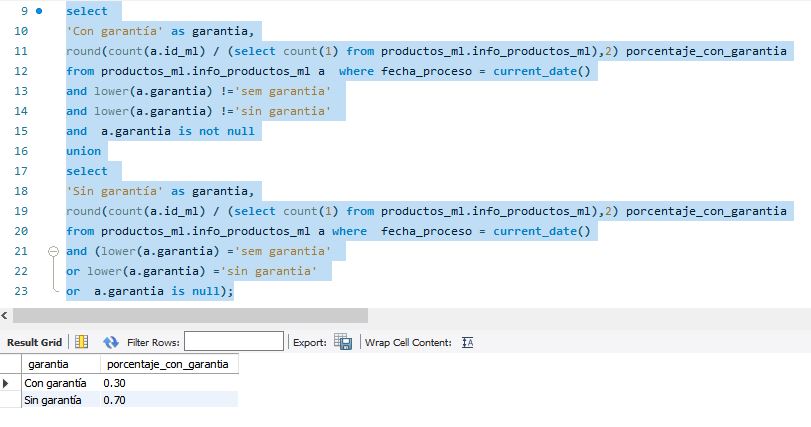 9 select
10 'Con garantía' as garantia,
11 round(count(a.id_ml) / (select count(1) from productos_ml.info_productos_ml),2) porcentaje_con_garantia
12 from productos_ml.info_productos_ml a  where fecha_proceso = current_date()
13 and lower(a.garantia) !='sem garantia'
14 and lower(a.garantia) !='sin garantia'
15 and  a.garantia is not null
16 union
17 select
18 'Sin garantía' as garantia,
19 round(count(a.id_ml) / (select count(1) from productos_ml.info_productos_ml),2) porcentaje_con_garantia
20 from productos_ml.info_productos_ml a where  fecha_proceso = current_date()
21 and (lower(a.garantia) ='sem garantia'
22 or lower(a.garantia) ='sin garantia'
23 or  a.garantia is null);
Result Grid Filter Rows: Export: Wrap Cell Content:
garantia porcentaje_con_garantia
Con garantía 0.30
Sin garantía 0.70